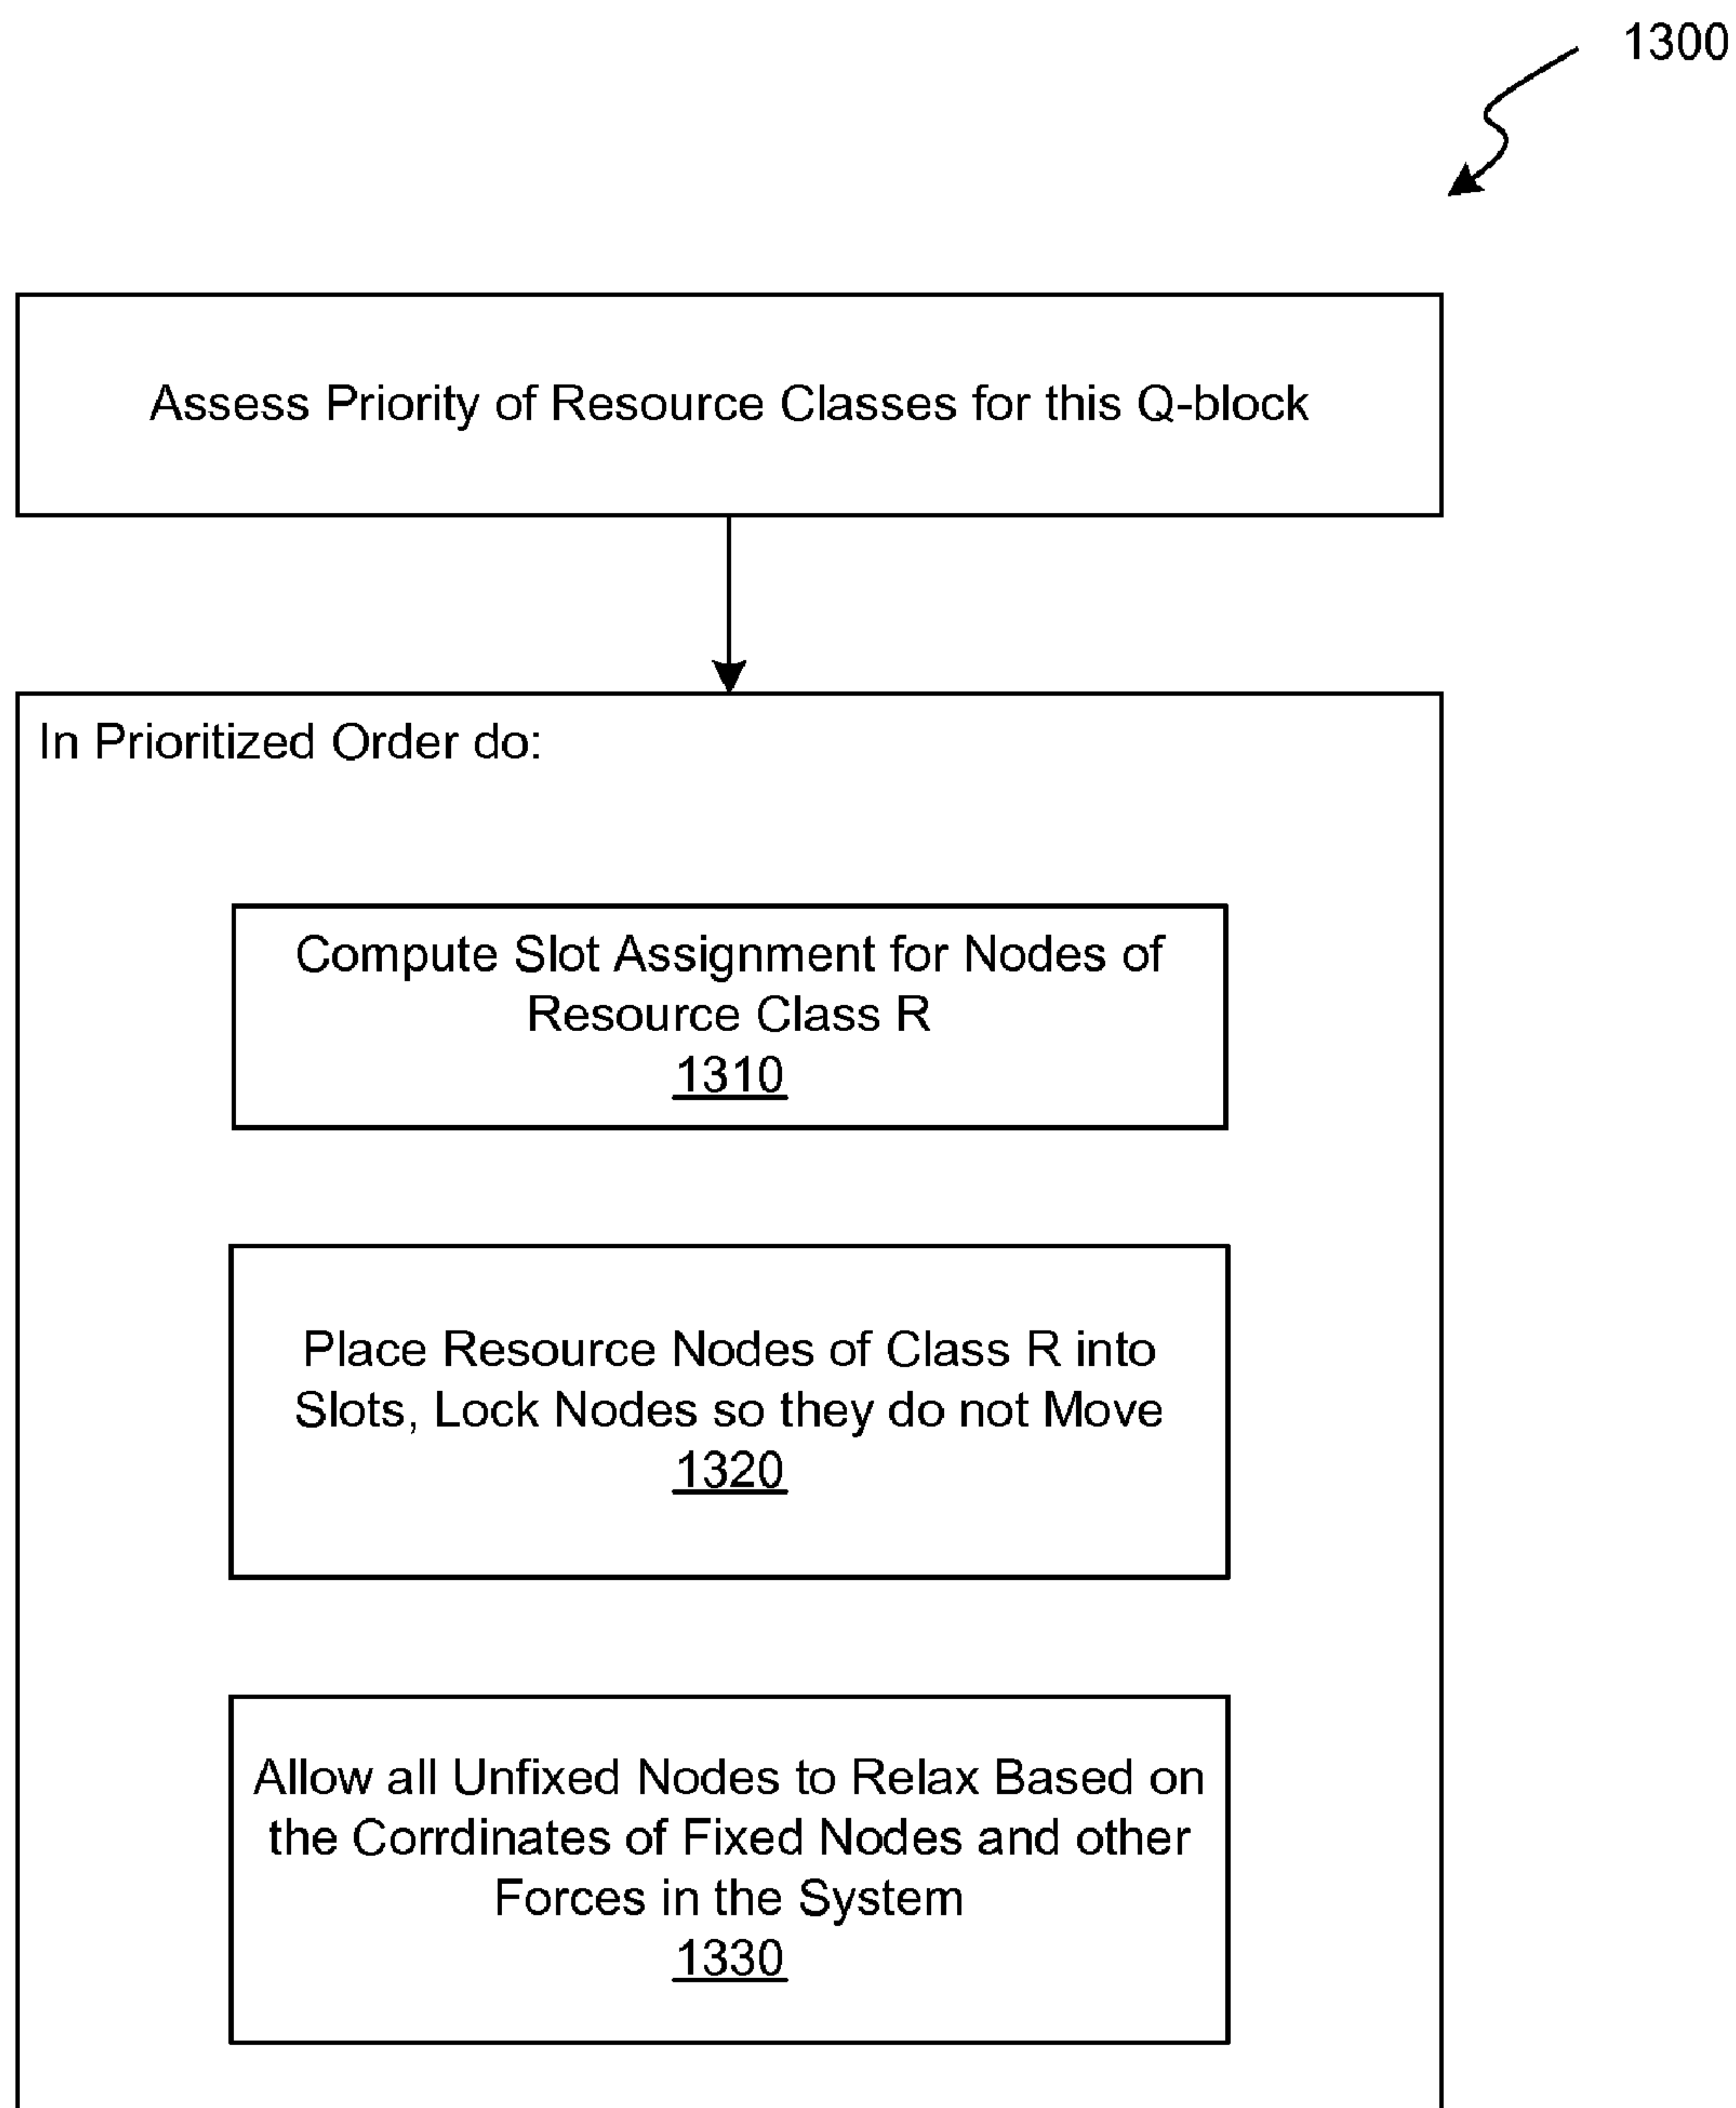 1300
Assess Priority of Resource Classes for this Q-block
In Prioritized Order do:
Compute Slot Assignment for Nodes of
Resource Class R
1310
Place Resource Nodes of Class R into
Slots, Lock Nodes so they do not Move
1320
Allow all Unfixed Nodes to Relax Based on
the Corrdinates of Fixed Nodes and other
Forces in the System
1330